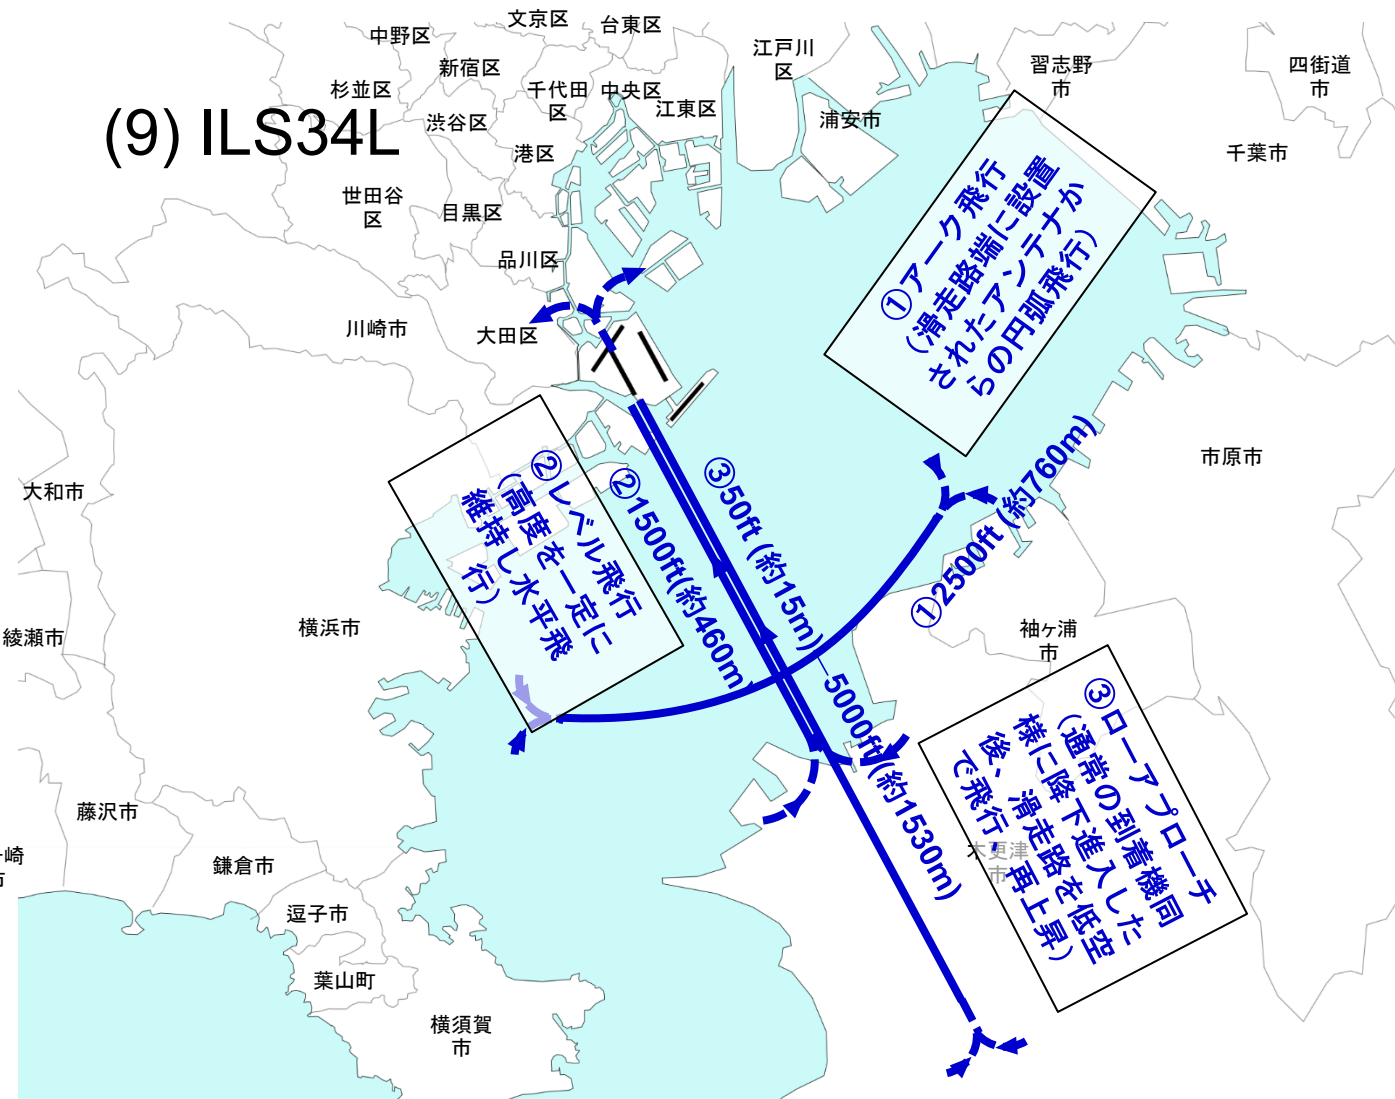 (9) ILS34L
文京区
台東区
中野区
江戸川
区
新宿区
習志野
市
四街道
市
杉並区
千代田
区
中央区
江東区
浦安市
渋谷区
港区
千葉市
世田谷
区
目黒区
品川区
川崎市
大田区
①アーク飛行
(滑走路端に設置
されたアンテナか
らの円弧飛行)
②レベル飛行
(高度を一定に
維持し水平飛
行)
②1500ft(約460m
③50ft (約15m)
～5000ft (約1530m)
①2500ft (約760m)
市原市
大和市
綾瀬市
横浜市
袖ヶ浦
市
③ローアプローチ
(通常の到着機同
様に降下進入した
後、滑走路を低空
で飛行、再上昇)
木更津
市
藤沢市
崎
市
鎌倉市
逗子市
葉山町
横須賀
市